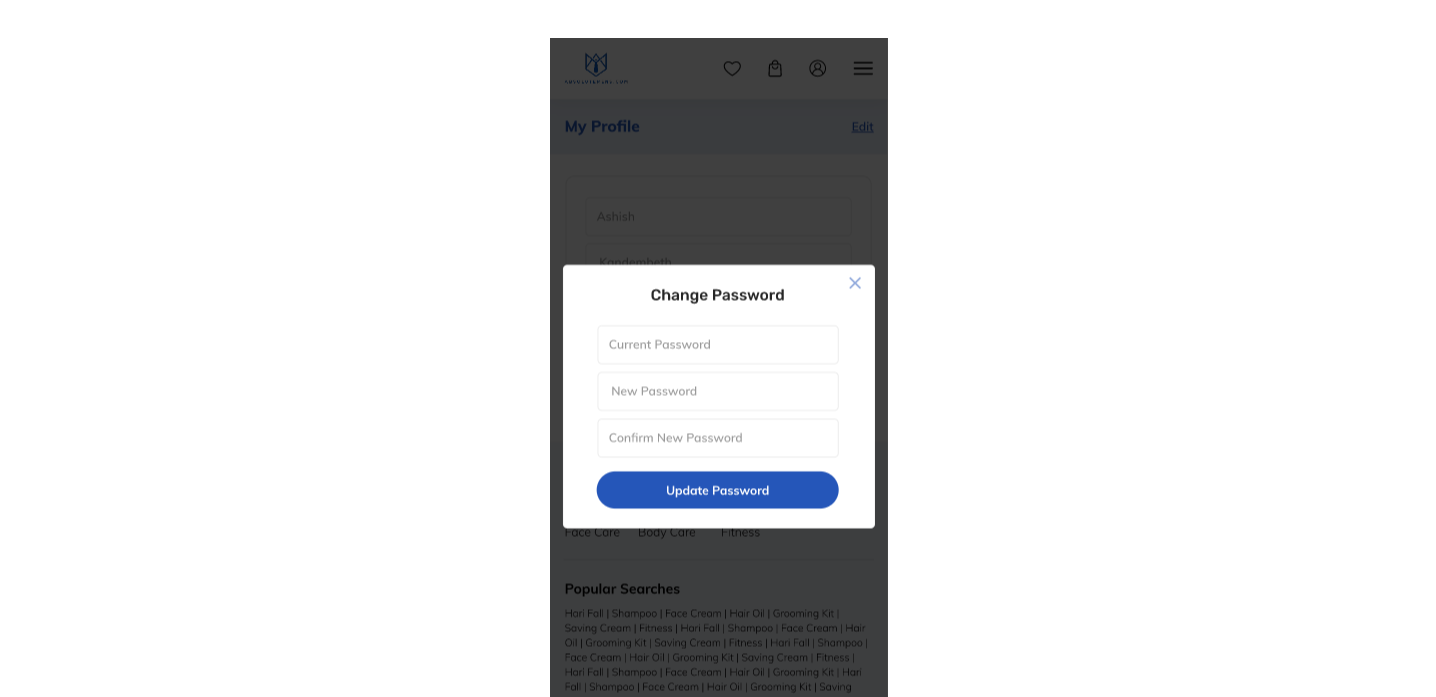 My Profile
Edit
Ashish
Kandembeth
Change Password
Current Password
New Password
Confirm New Password
Update Password
Face Care
Body Care
Fitness
Popular Searches
Hari Fall | Shampoo | Face Cream | Hair Oil | Grooming Kit |
Saving Cream | Fitness | Hari Fall | Shampoo | Face Cream | Hair
Oil | Grooming Kit | Saving Cream | Fitness | Hari Fall | Shampoo |
Face Cream | Hair Oil | Grooming Kit | Saving Cream | Fitness |
Hari Fall | Shampoo | Face Cream | Hair Oil | Grooming Kit | Hari
Fall | Shampoo | Face Cream | Hair Oil | Grooming Kit | Saving